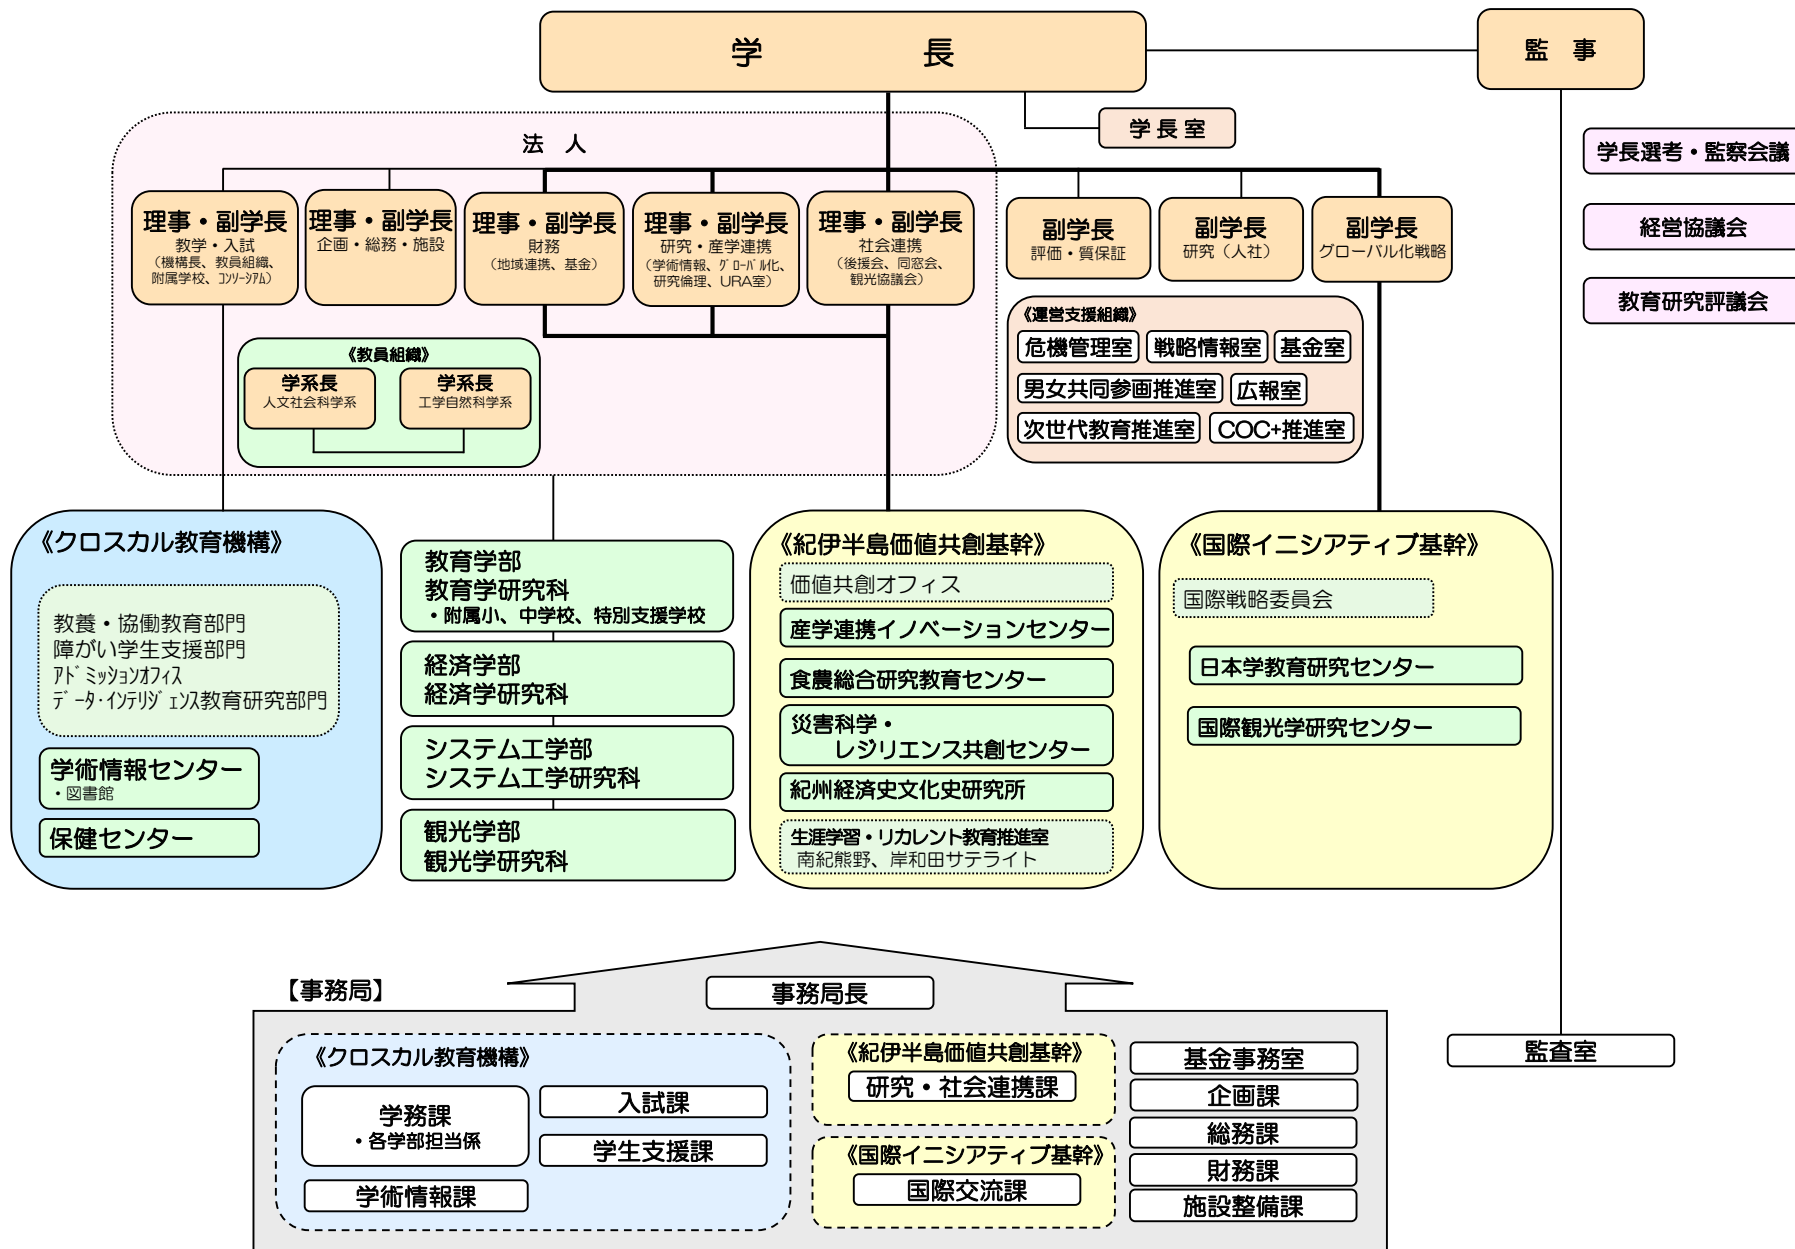 学　長
監　事
学長室
法　人
学長選考・監察会議
経営協議会
教育研究評議会
理事・副学長
教学・入試
（機構長、教員組織、
附属学校、ｺﾝｿｰｼｱﾑ）
理事・副学長
企画・総務・施設
理事・副学長
財務
（地域連携、基金）
理事・副学長
研究・産学連携
（学術情報、ｸﾞﾛｰﾊﾞﾙ化、
研究倫理、URA室）
理事・副学長
社会連携
（後援会、同窓会、
観光協議会）
副学長
評価・質保証
副学長
研究（人社）
副学長
グローバル化戦略
《教員組織》
学系長
人文社会科学系
学系長
工学自然科学系
《運営支援組織》
危機管理室
戦略情報室
基金室
男女共同参画推進室
広報室
次世代教育推進室
COC+推進室
《クロスカル教育機構》
教養・協働教育部門
障がい学生支援部門
ｱﾄﾞﾐｯｼｮﾝｵﾌｨｽ
ﾃﾞｰﾀ･ｲﾝﾃﾘｼﾞｪﾝｽ教育研究部門
学術情報センター
・図書館
保健センター
教育学部
教育学研究科
・附属小、中学校、特別支援学校
経済学部
経済学研究科
システム工学部
システム工学研究科
観光学部
観光学研究科
《紀伊半島価値共創基幹》
価値共創オフィス
産学連携イノベーションセンター
食農総合研究教育センター
災害科学・
レジリエンス共創センター
紀州経済史文化史研究所
生涯学習・リカレント教育推進室
南紀熊野、岸和田サテライト
《国際イニシアティブ基幹》
国際戦略委員会
日本学教育研究センター
国際観光学研究センター
【事務局】
事務局長
《クロスカル教育機構》
学務課
・各学部担当係
入試課
学生支援課
学術情報課
《紀伊半島価値共創基幹》
研究・社会連携課
《国際イニシアティブ基幹》
国際交流課
基金事務室
企画課
総務課
財務課
施設整備課
監査室